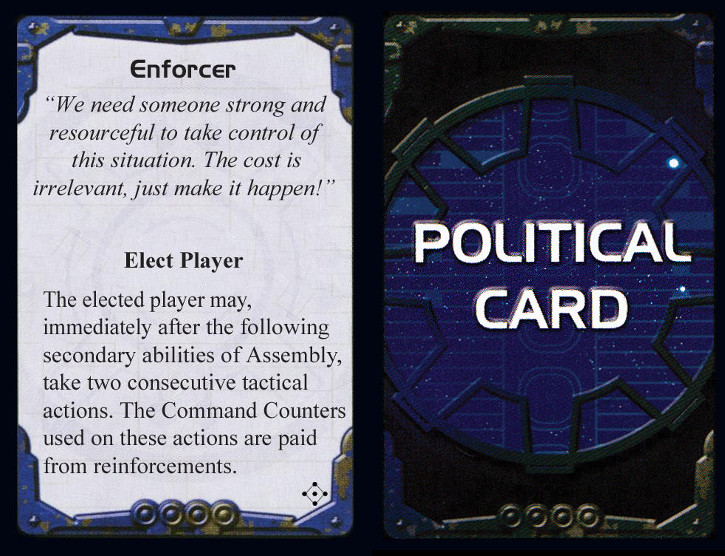 Enforcer
“We need someone strong and
resourceful to take control of
this situation. The cost is
irrelevant, just make it happen!”
Elect Player
The elected player may,
immediately after the following
secondary abilities of Assembly,
take two consecutive tactical
actions. The Command Counters
used on these actions are paid
from reinforcements.
POLITICAL
CARD